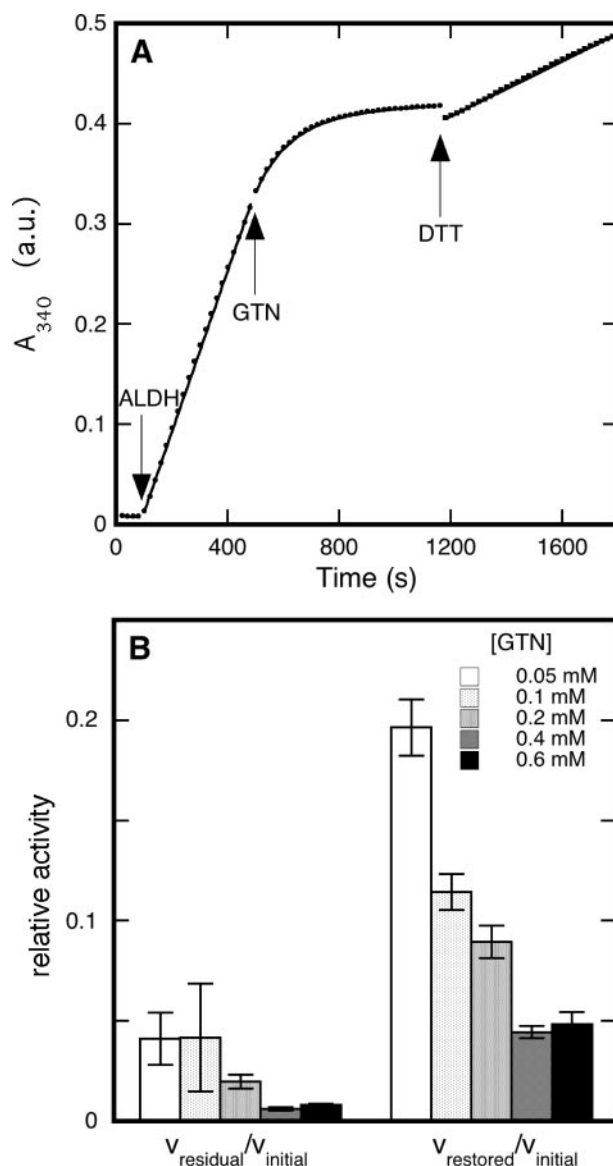 A
0.5
0.4
0.3
0.2
0.1
0
A340 (a.u.)
ALDH
GTN
DTT
0 400 800 1200 1600
Time (s)
B
[GTN]
0.05 mM
0.1 mM
0.2 mM
0.4 mM
0.6 mM
0.2
0.1
0
relative activity
vresidual/vinitial
vrestored/vinitial